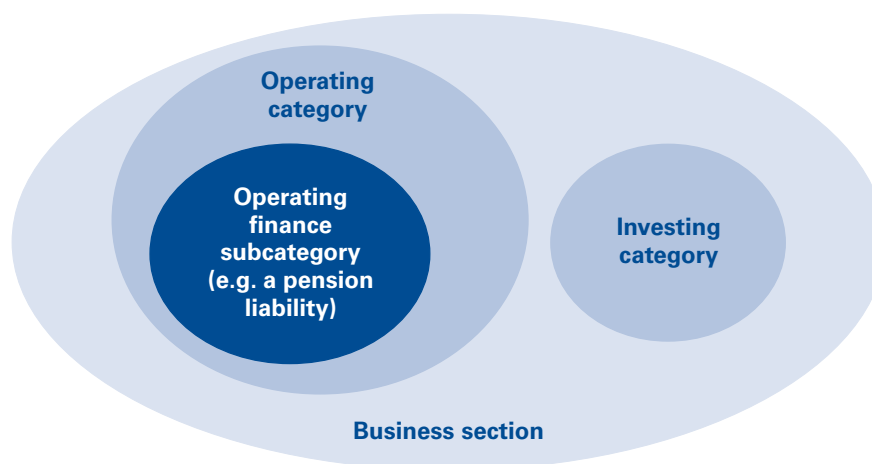 Operating
category
Operating
finance
subcategory
(e.g. a pension
liability)
Investing
category
Business section